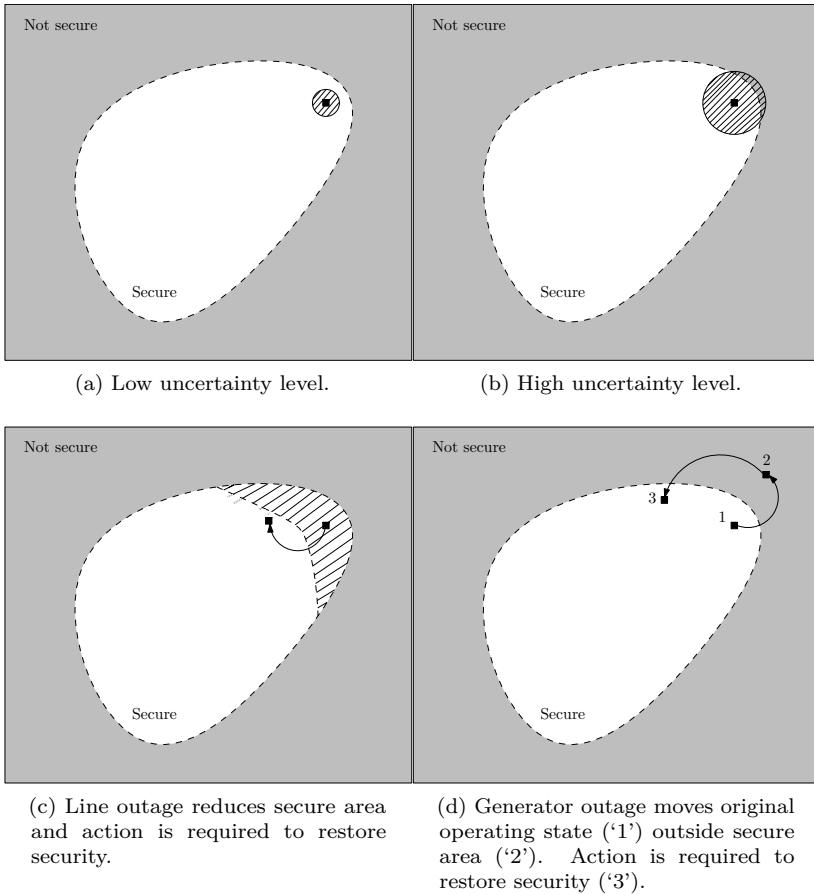 Not secure
Not secure
Secure
Secure
(a) Low uncertainty level.
(b) High uncertainty level.
Not secure
Secure
Not secure
2
3
1
Secure
(c) Line outage reduces secure area
and action is required to restore
security.
(d) Generator outage moves original
operating state (‘1’) outside secure
area (‘2’). Action is required to
restore security (‘3’).